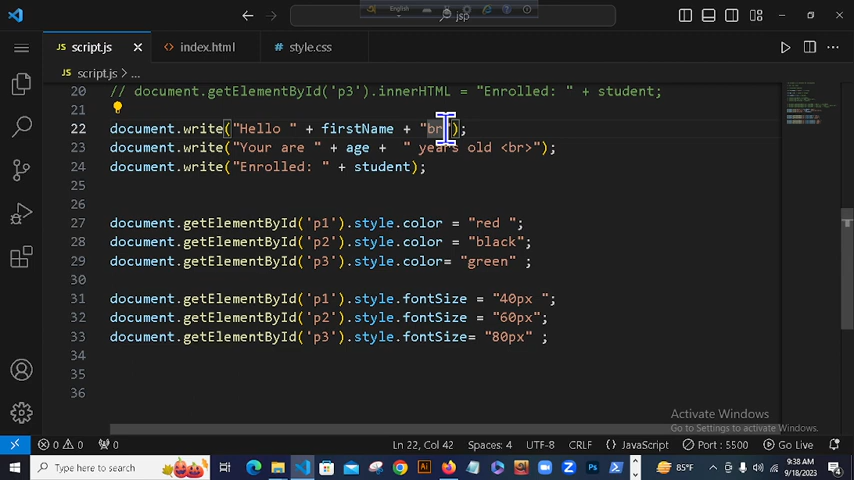 English
jsp
script.js
index.html
style.css
script.js > ...
20 // document.getElementById('p3').innerHTML = "Enrolled: " + student;
21
22 document.write("Hello " + firstName + "br");
23 document.write("Your are " + age + " years old <br>");
24 document.write("Enrolled: " + student);
25
26
27 document.getElementById('p1').style.color = "red ";
28 document.getElementById('p2').style.color = "black";
29 document.getElementById('p3').style.color= "green" ;
30
31 document.getElementById('p1').style.fontSize = "40px ";
32 document.getElementById('p2').style.fontSize = "60px";
33 document.getElementById('p3').style.fontSize= "80px" ;
34
35
36
Activate Windows
Go to Settings to activate Windows.
0 0 0 Ln 22, Col 42 Spaces: 4 UTF-8 CRLF {} JavaScript Port : 5500 Go Live
Type here to search
85°F
9:38 AM
9/18/2023